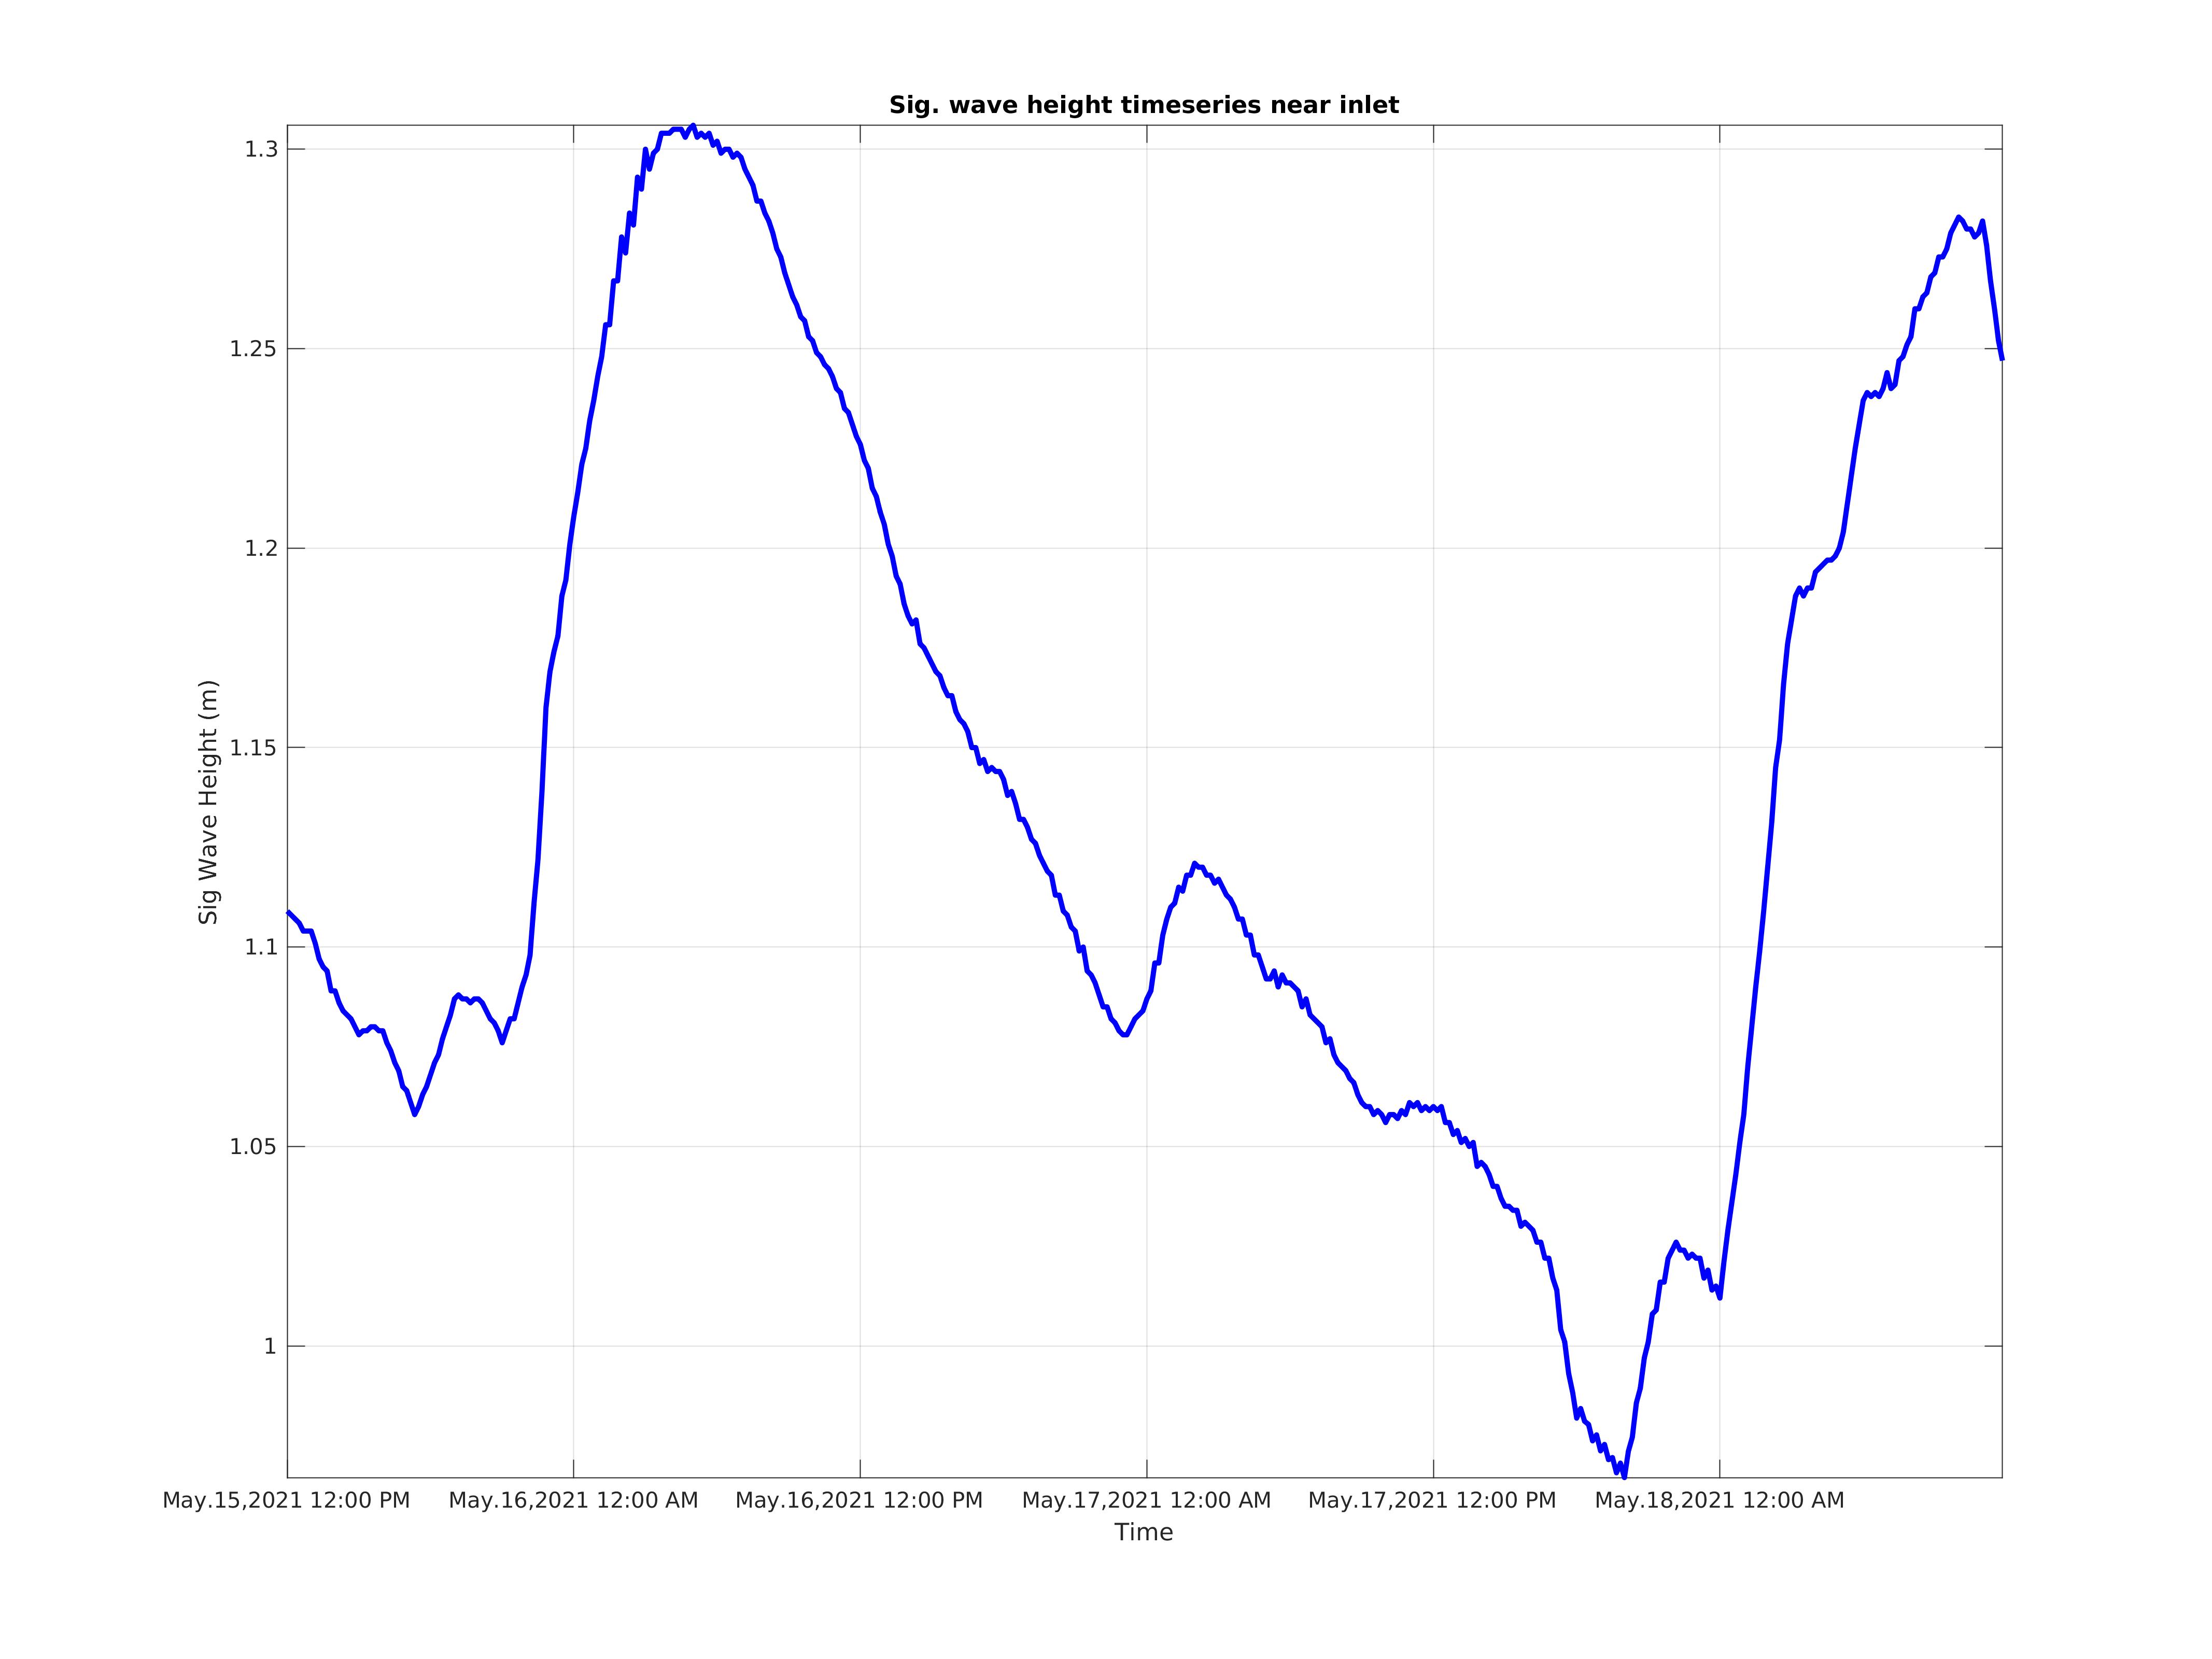 Sig. wave height timeseries near inlet
1.3
1.25
1.2
1.15
1.1
1.05
1
Sig Wave Height (m)
May.15,2021 12:00 PM
May.16,2021 12:00 AM
May.16,2021 12:00 PM
May.17,2021 12:00 AM
May.17,2021 12:00 PM
May.18,2021 12:00 AM
Time